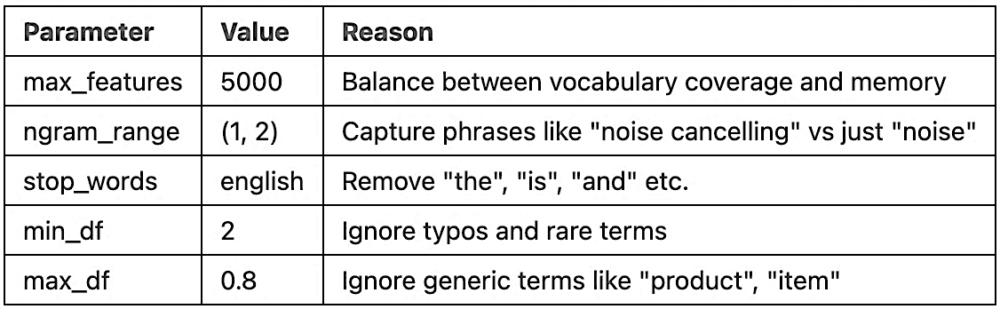 Parameter Value Reason
max_features 5000 Balance between vocabulary coverage and memory
ngram_range (1, 2) Capture phrases like "noise cancelling" vs just "noise"
stop_words english Remove "the", "is", "and" etc.
min_df 2 Ignore typos and rare terms
max_df 0.8 Ignore generic terms like "product", "item"